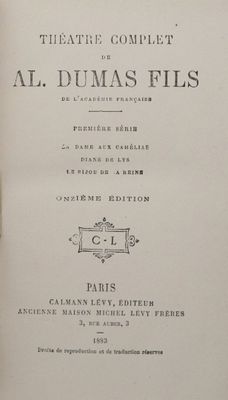 THÉATRE COMPLET
DE
AL. DUMAS FILS
DE L'ACADÉMIE FRANÇAISE
PREMIÈRE SÉRIE
LA DAME AUX CAMÉLIAS
DIANE DE LYS
LE BIJOU DE LA REINE
ONZIÈME ÉDITION
C-L
PARIS
CALMANN LÉVY, ÉDITEUR
ANCIENNE MAISON MICHEL LÉVY FRÈRES
3, RUE AUBER, 3
1883
Droits de reproduction et de traduction réservés